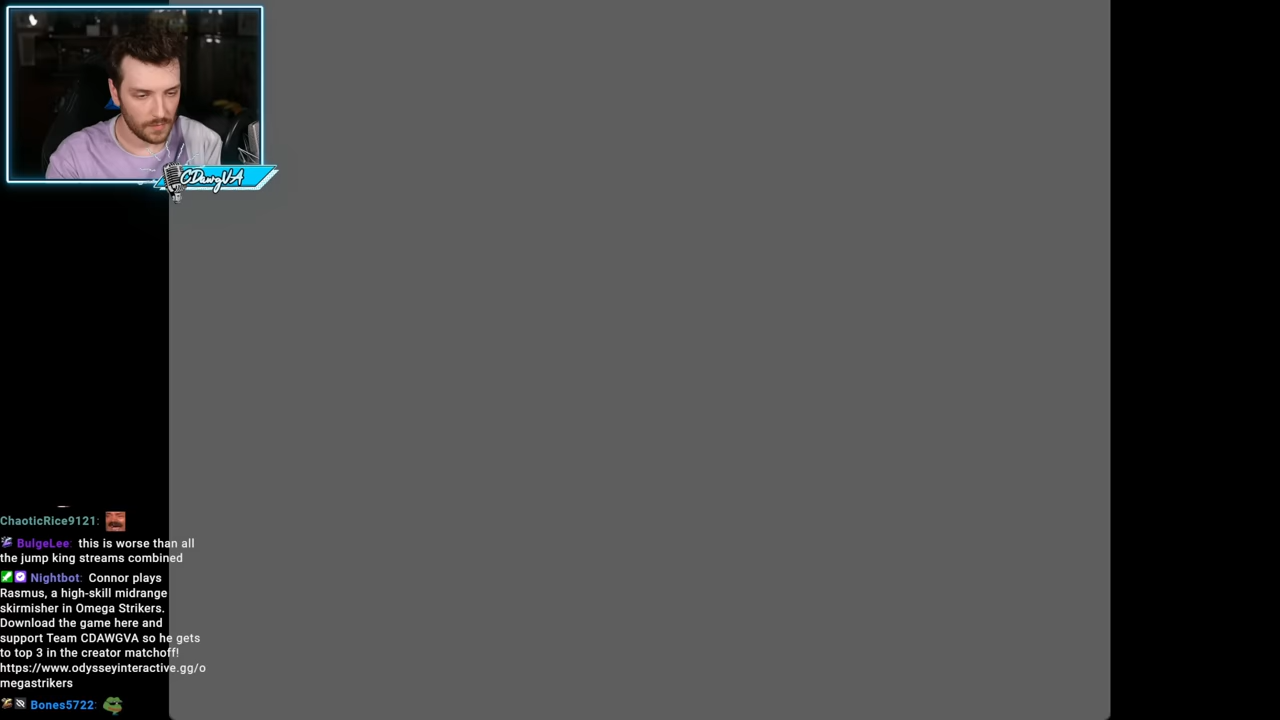 CDawgVA
ChaoticRice9121:
BulgeLee: this is worse than all
the jump king streams combined
Nightbot: Connor plays
Rasmus, a high-skill midrange
skirmisher in Omega Strikers.
Download the game here and
support Team CDAWGVA so he gets
to top 3 in the creator matchoff!
https://www.odysseyinteractive.gg/o
megastrikers
Bones5722: